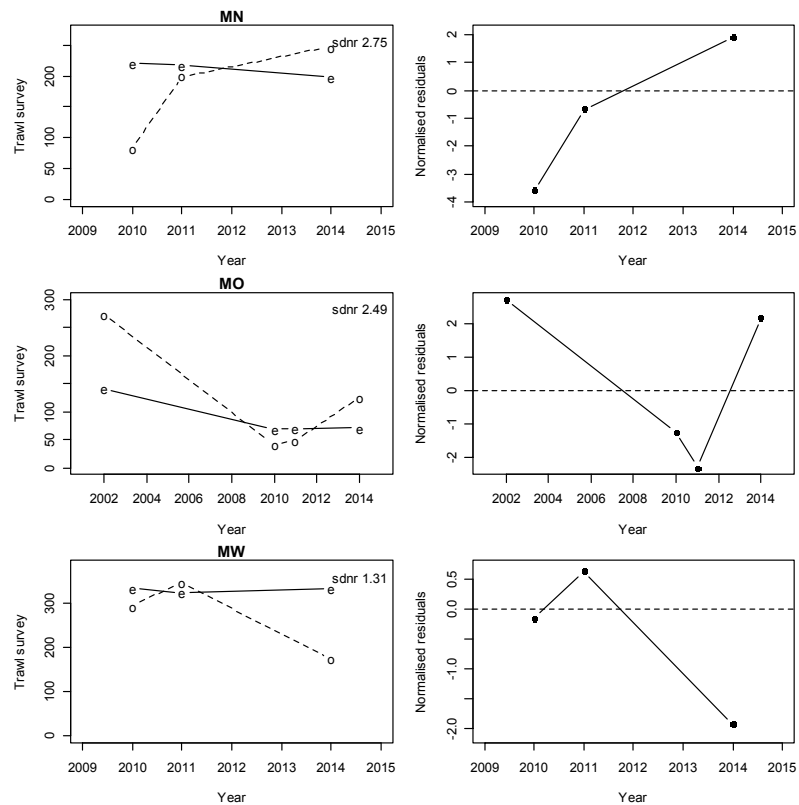 MN
sdnr 2.75
Trawl survey
0 50 100 200
e e e
o o o
2009 2010 2011 2012 2013 2014 2015
Year
Normalised residuals
-4 -3 -2 -1 0 1 2
2009 2010 2011 2012 2013 2014 2015
Year
MO
sdnr 2.49
Trawl survey
0 50 100 200 300
e e e e
o o o o
2002 2004 2006 2008 2010 2012 2014
Year
Normalised residuals
-2 -1 0 1 2
2002 2004 2006 2008 2010 2012 2014
Year
MW
sdnr 1.31
Trawl survey
0 100 200 300
e e e
o o o
2009 2010 2011 2012 2013 2014 2015
Year
Normalised residuals
-2.0 -1.0 0.0 0.5
2009 2010 2011 2012 2013 2014 2015
Year